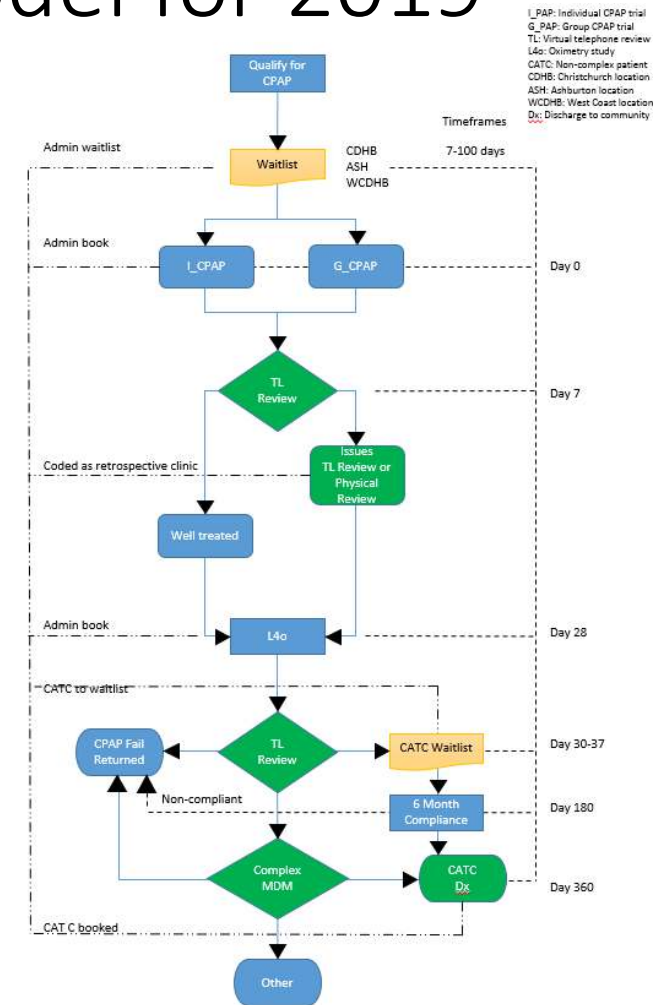 I_PAP: Individual CPAP trial
G_PAP: Group CPAP trial
TL: Virtual telephone review
L4o: Oximetry study
CATC: Non-complex patient
CDHB: Christchurch location
ASH: Ashburton location
WCDHB: West Coast location
Dx: Discharge to community
Qualify for
CPAP
Timeframes
Admin waitlist
Waitlist
CDHB
ASH
WCDHB
7-100 days
Admin book
I_CPAP
G_CPAP
Day 0
TL
Review
Day 7
Coded as retrospective clinic
Issues
TL Review or
Physical
Review
Well treated
Admin book
L4o
Day 28
CATC to waitlist
CPAP Fail
Returned
TL
Review
CATC Waitlist
Day 30-37
Non-compliant
6 Month
Compliance
Day 180
Complex
MDM
CATC
Dx
Day 360
CAT C booked
Other